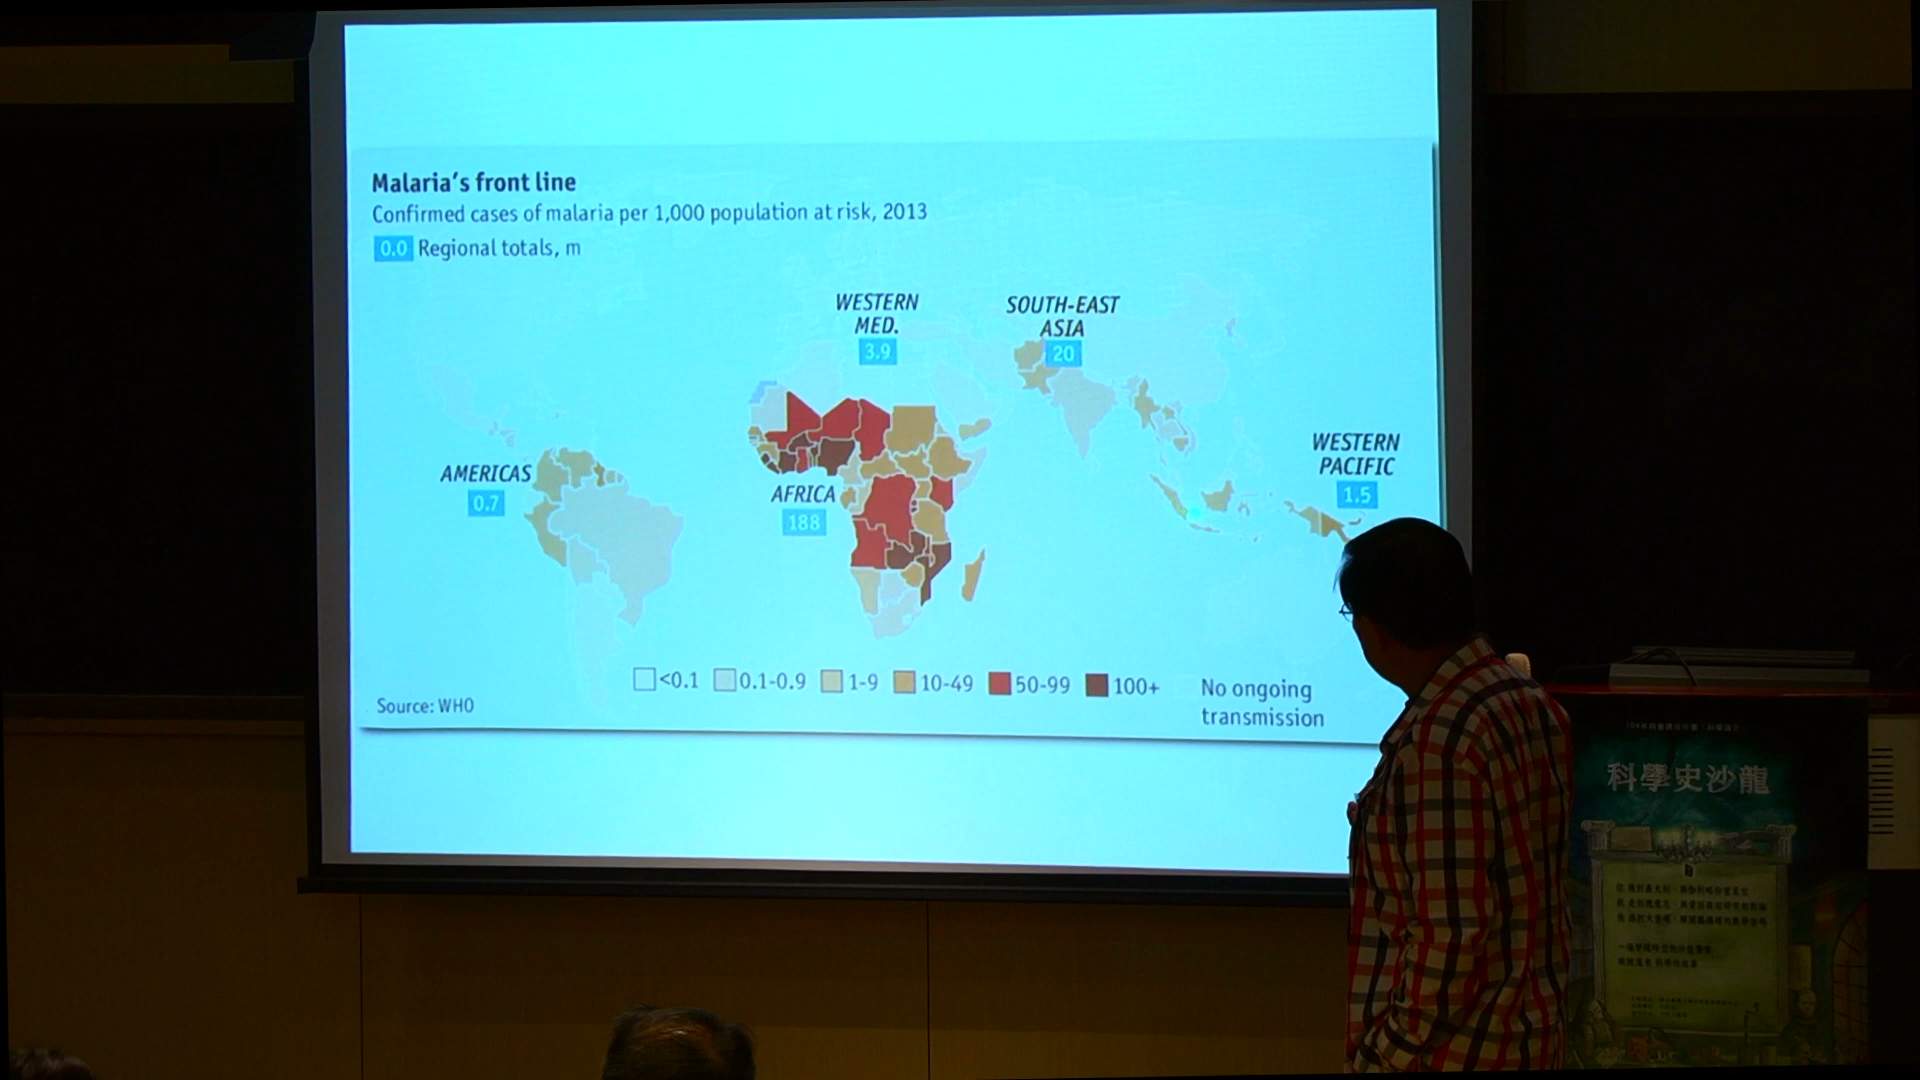 Malaria's front line
Confirmed cases of malaria per 1,000 population at risk, 2013
0.0 Regional totals, m
WESTERN
MED.
3.9
SOUTH-EAST
ASIA
20
WESTERN
PACIFIC
1.5
AMERICAS
0.7
AFRICA
188
<0.1 0.1-0.9 1-9 10-49 50-99 100+
No ongoing
transmission
Source: WHO
科學史沙龍